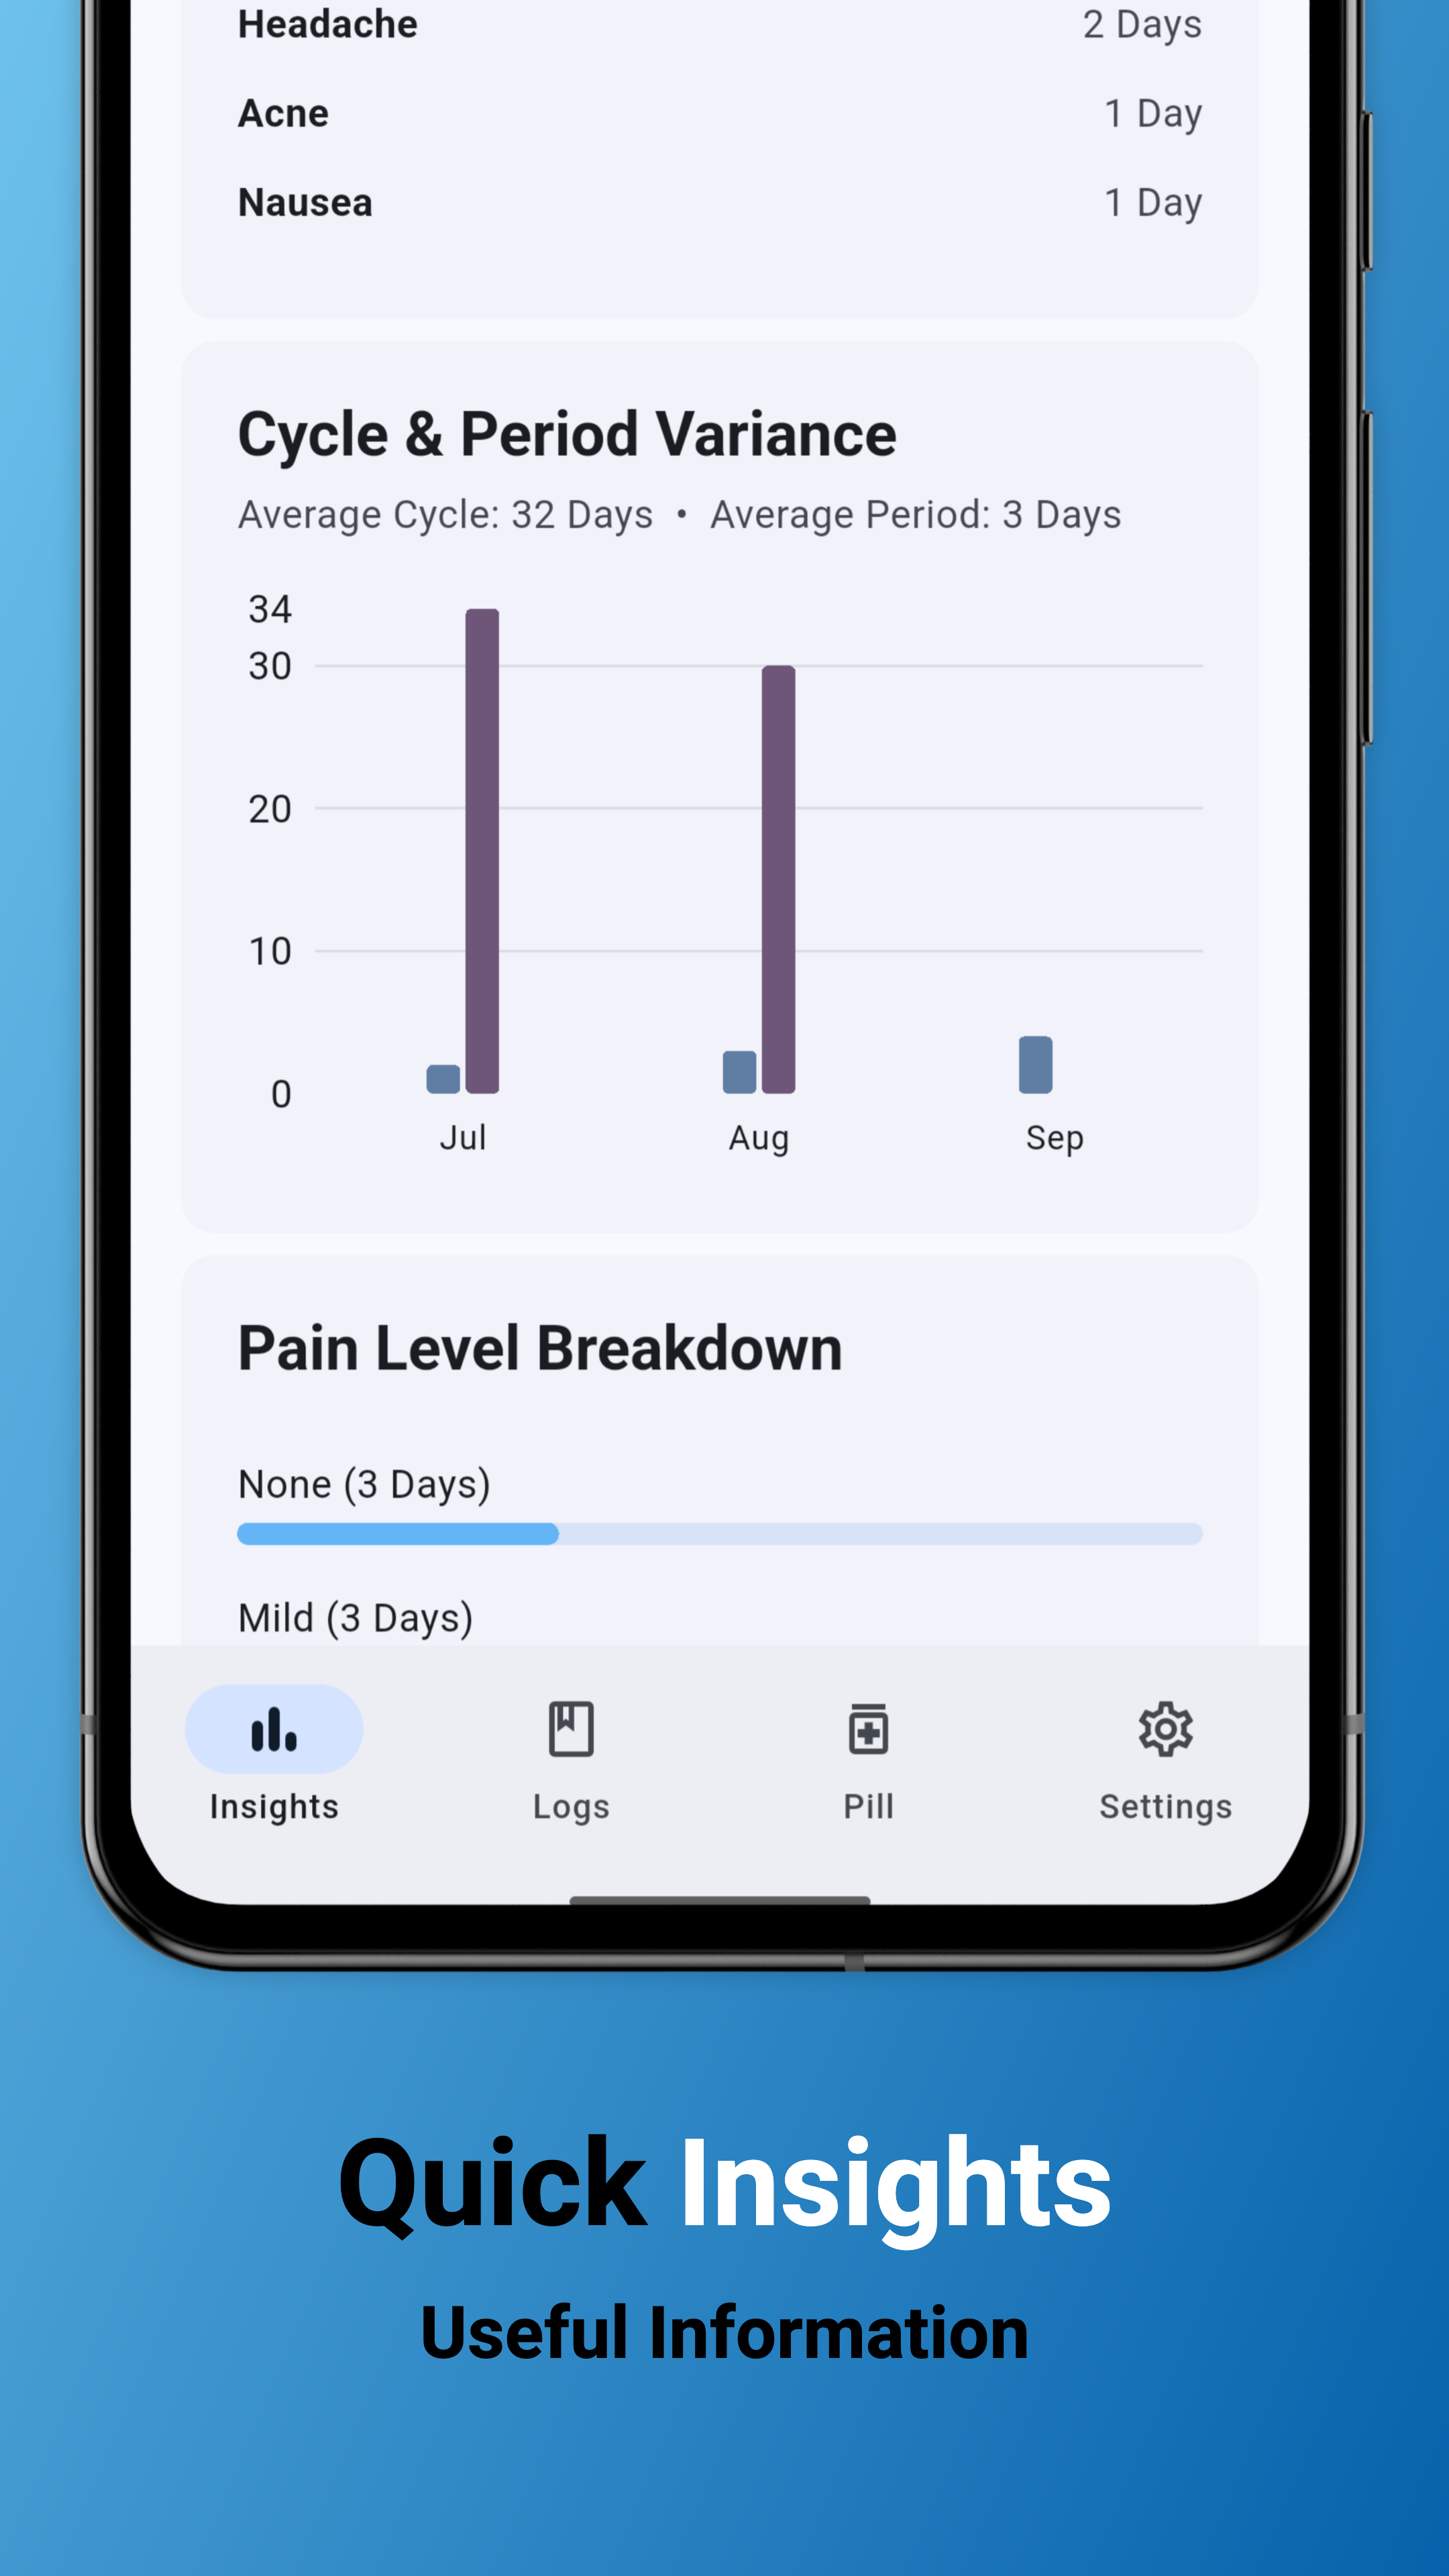 Headache 2 Days
Acne 1 Day
Nausea 1 Day
Cycle & Period Variance
Average Cycle: 32 Days • Average Period: 3 Days
34
30
20
10
0
Jul Aug Sep
Pain Level Breakdown
None (3 Days)
Mild (3 Days)
Insights Logs Pill Settings
Quick Insights
Useful Information